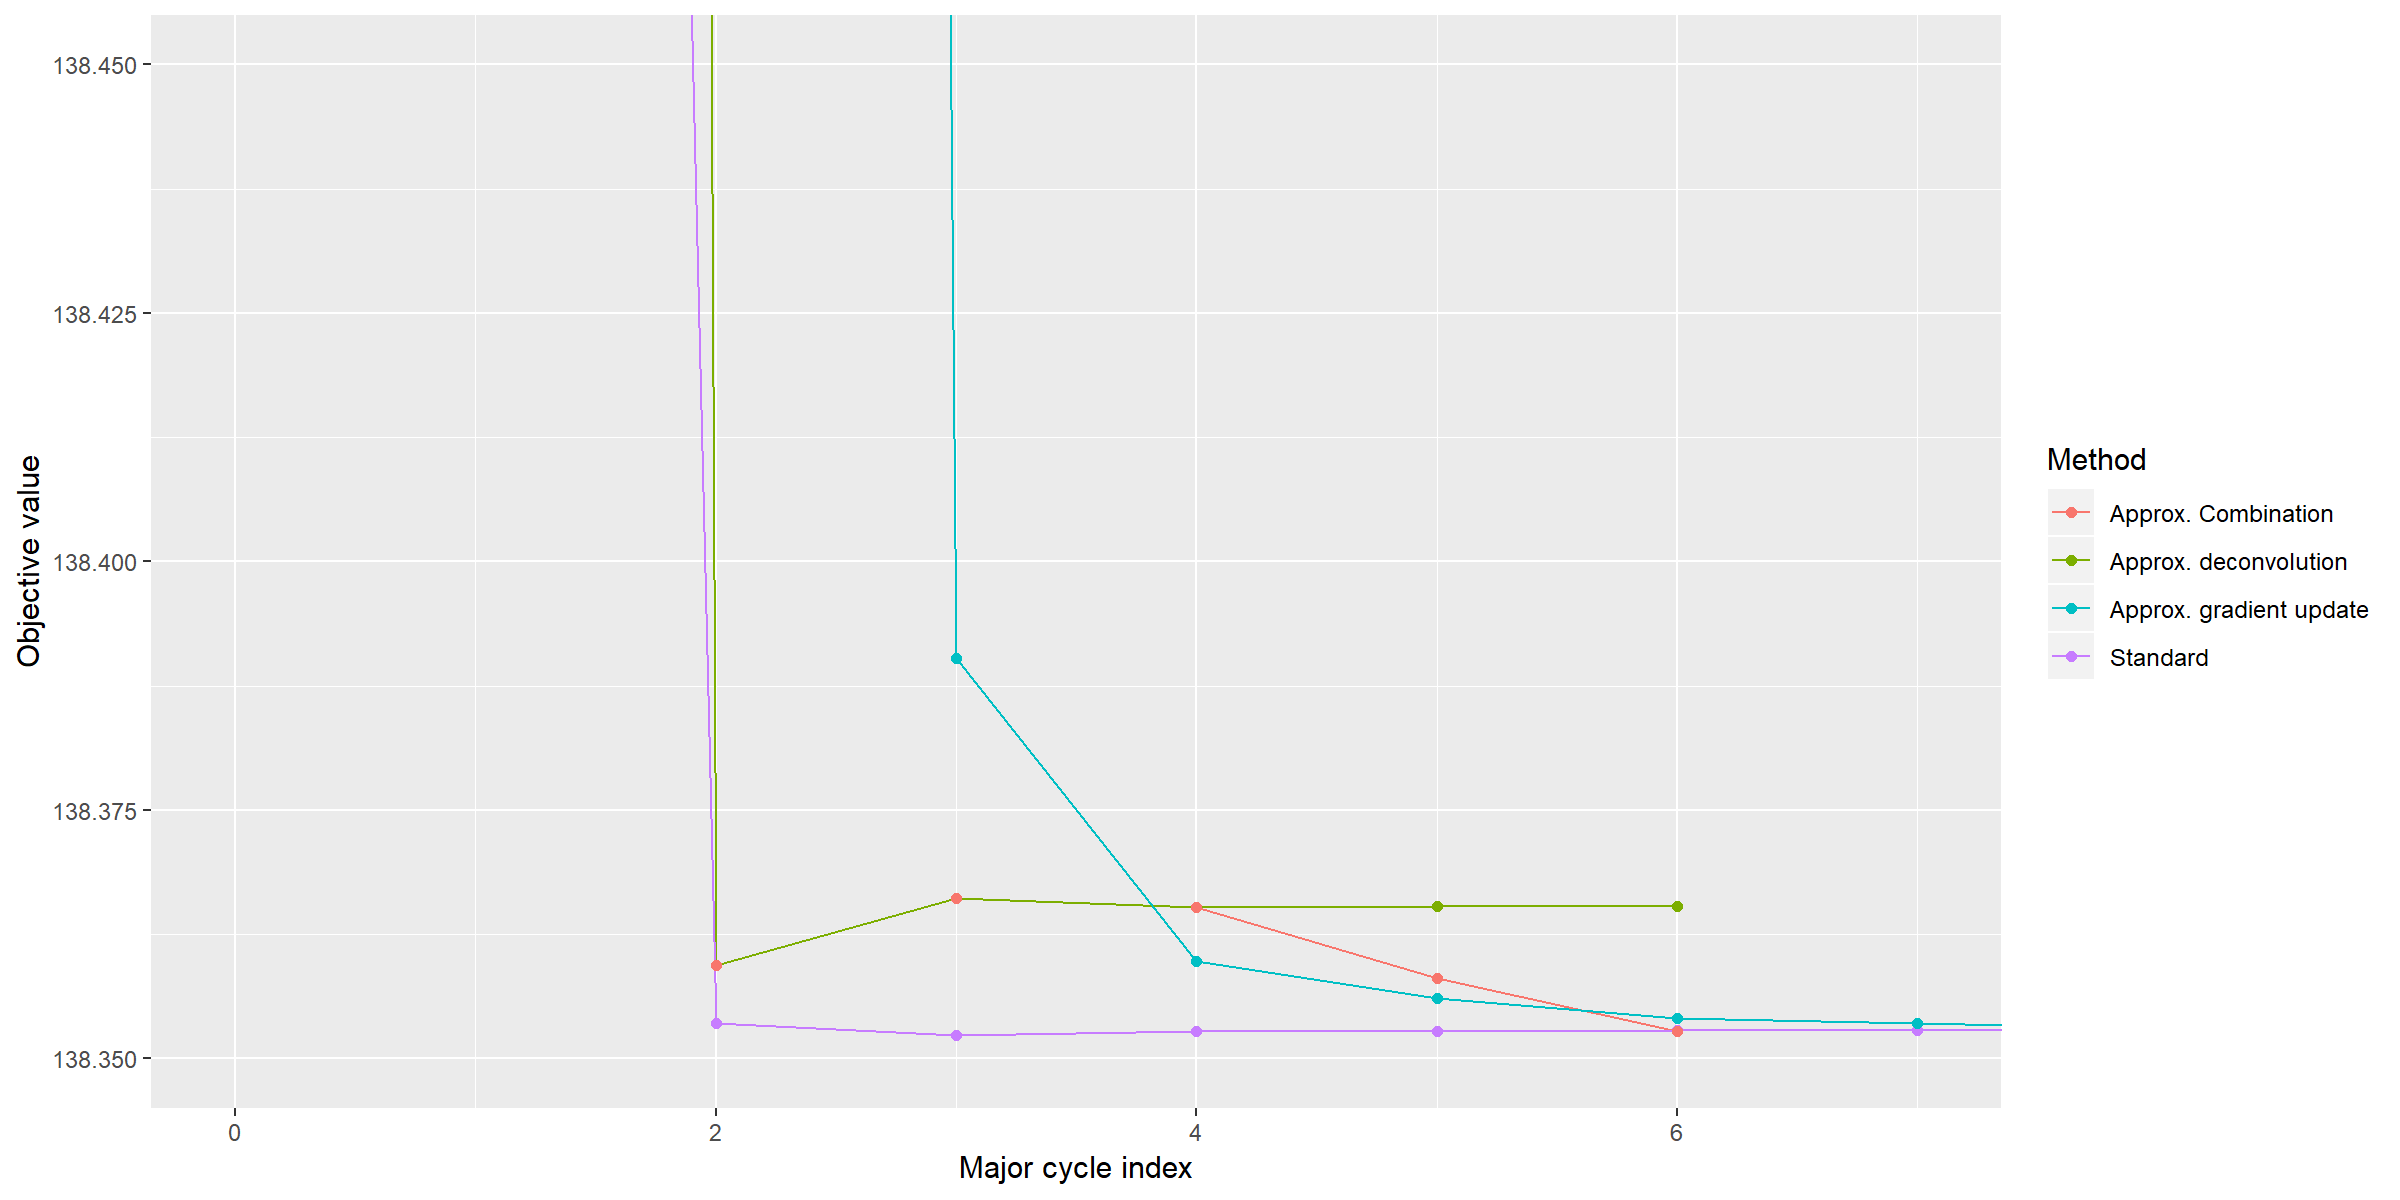 138.450
138.425
138.400
138.375
138.350
Objective value
0 2 4 6
Major cycle index
Method
Approx. Combination
Approx. deconvolution
Approx. gradient update
Standard